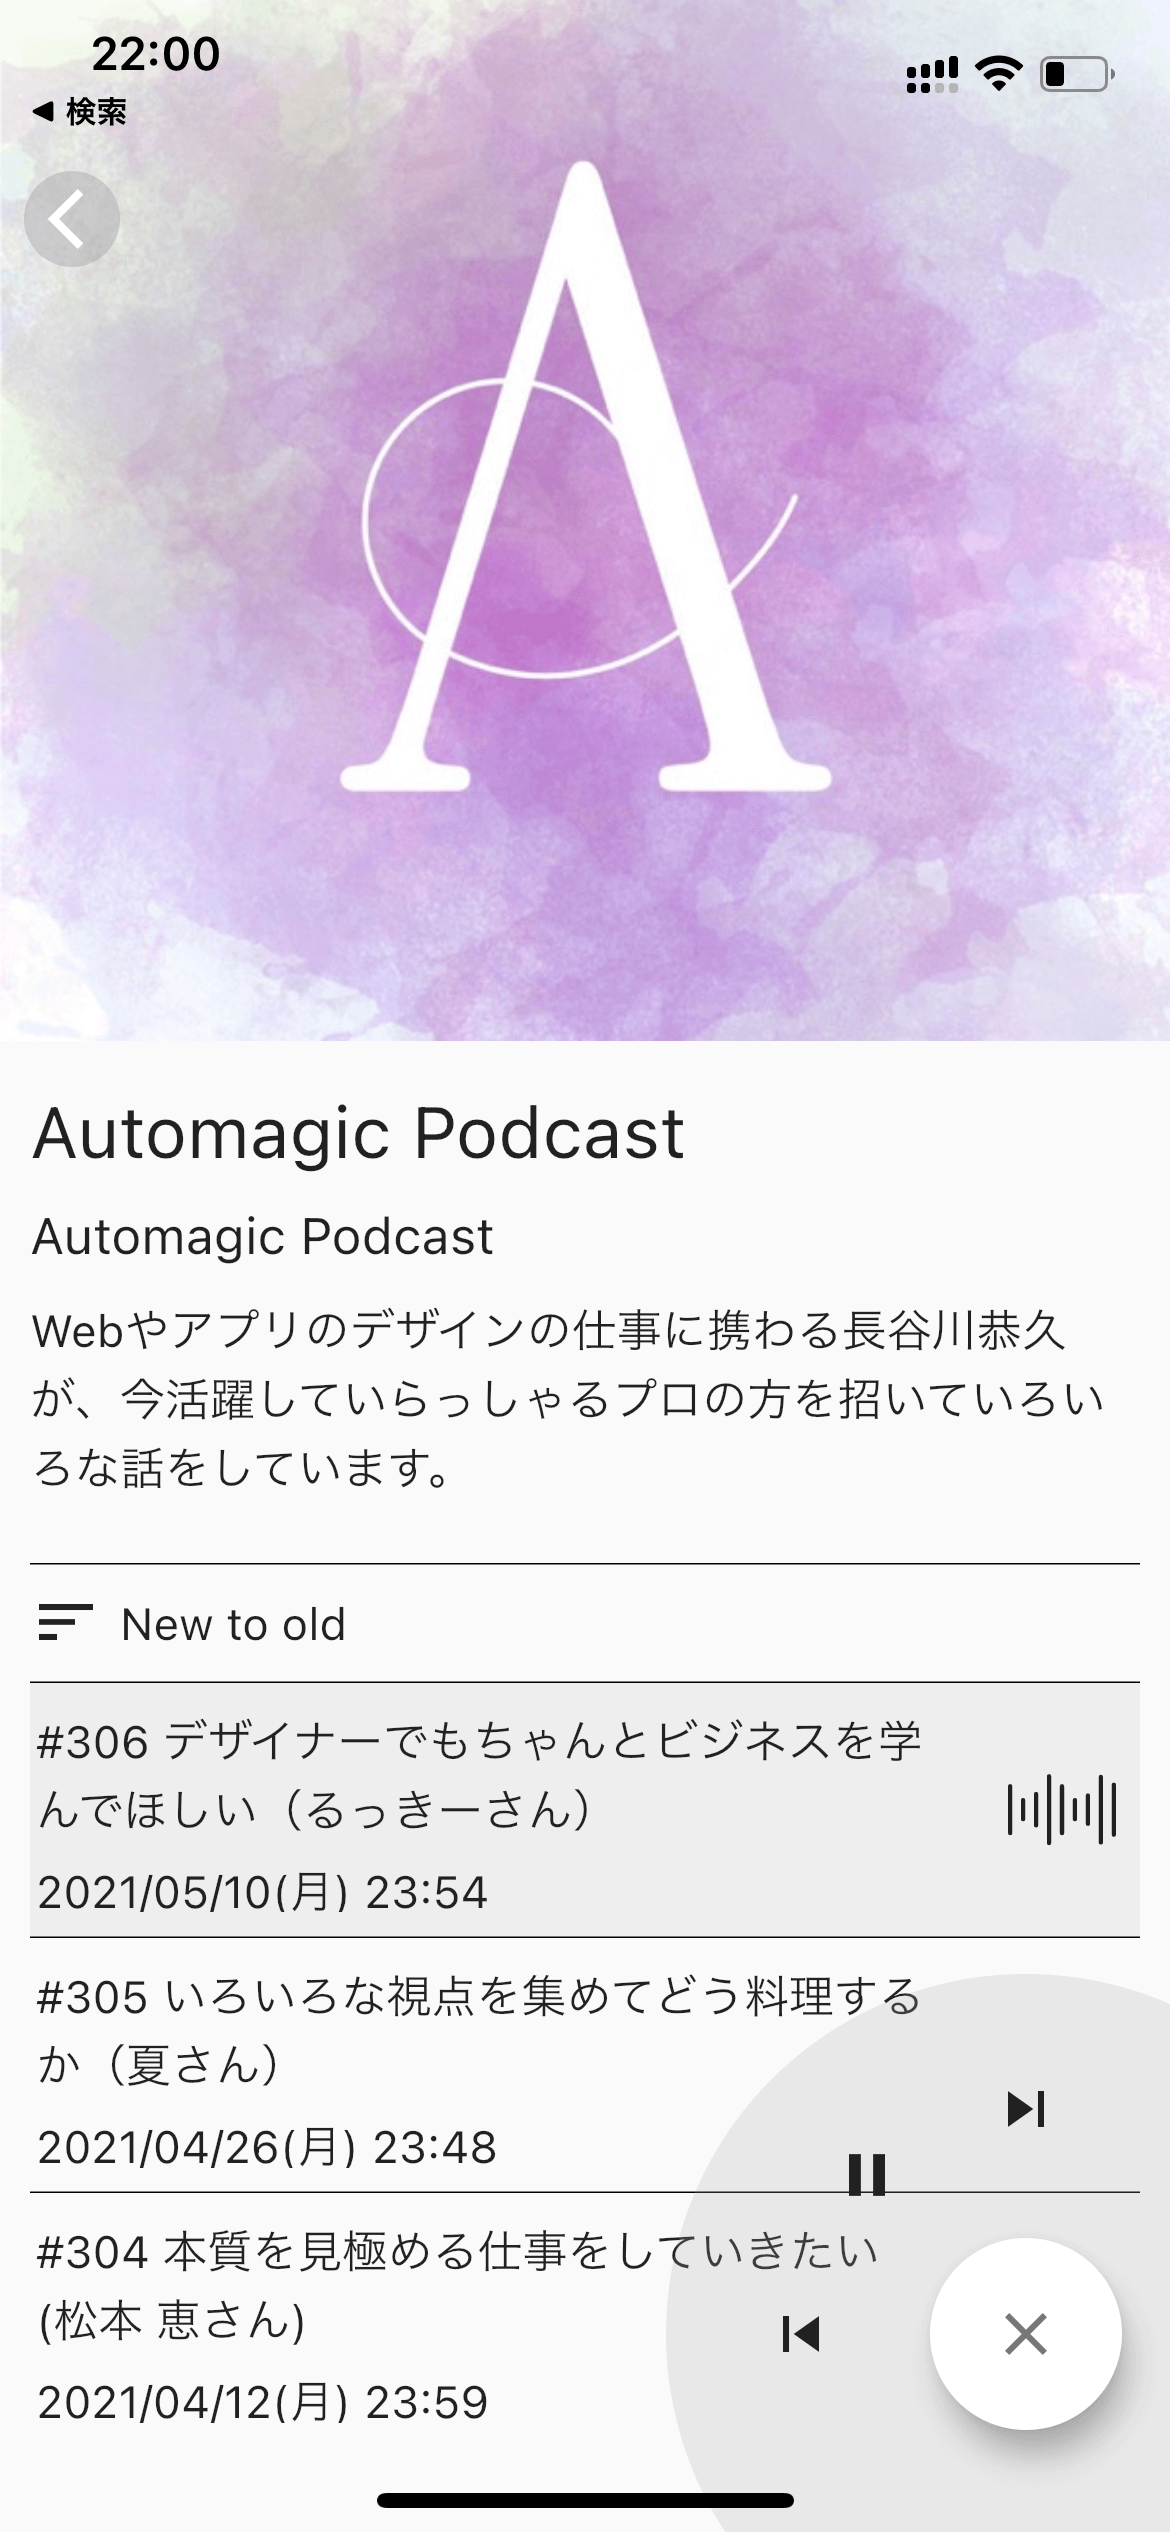 22:00
◀ 検索
A
Automagic Podcast
Automagic Podcast
Webやアプリのデザインの仕事に携わる長谷川恭久
が、今活躍していらっしゃるプロの方を招いていろい
ろな話をしています。
New to old
#306 デザイナーでもちゃんとビジネスを学
んでほしい（るっきーさん）
2021/05/10(月) 23:54
#305 いろいろな視点を集めてどう料理する
か（夏さん）
2021/04/26(月) 23:48
#304 本質を見極める仕事をしていきたい
(松本 恵さん)
2021/04/12(月) 23:59